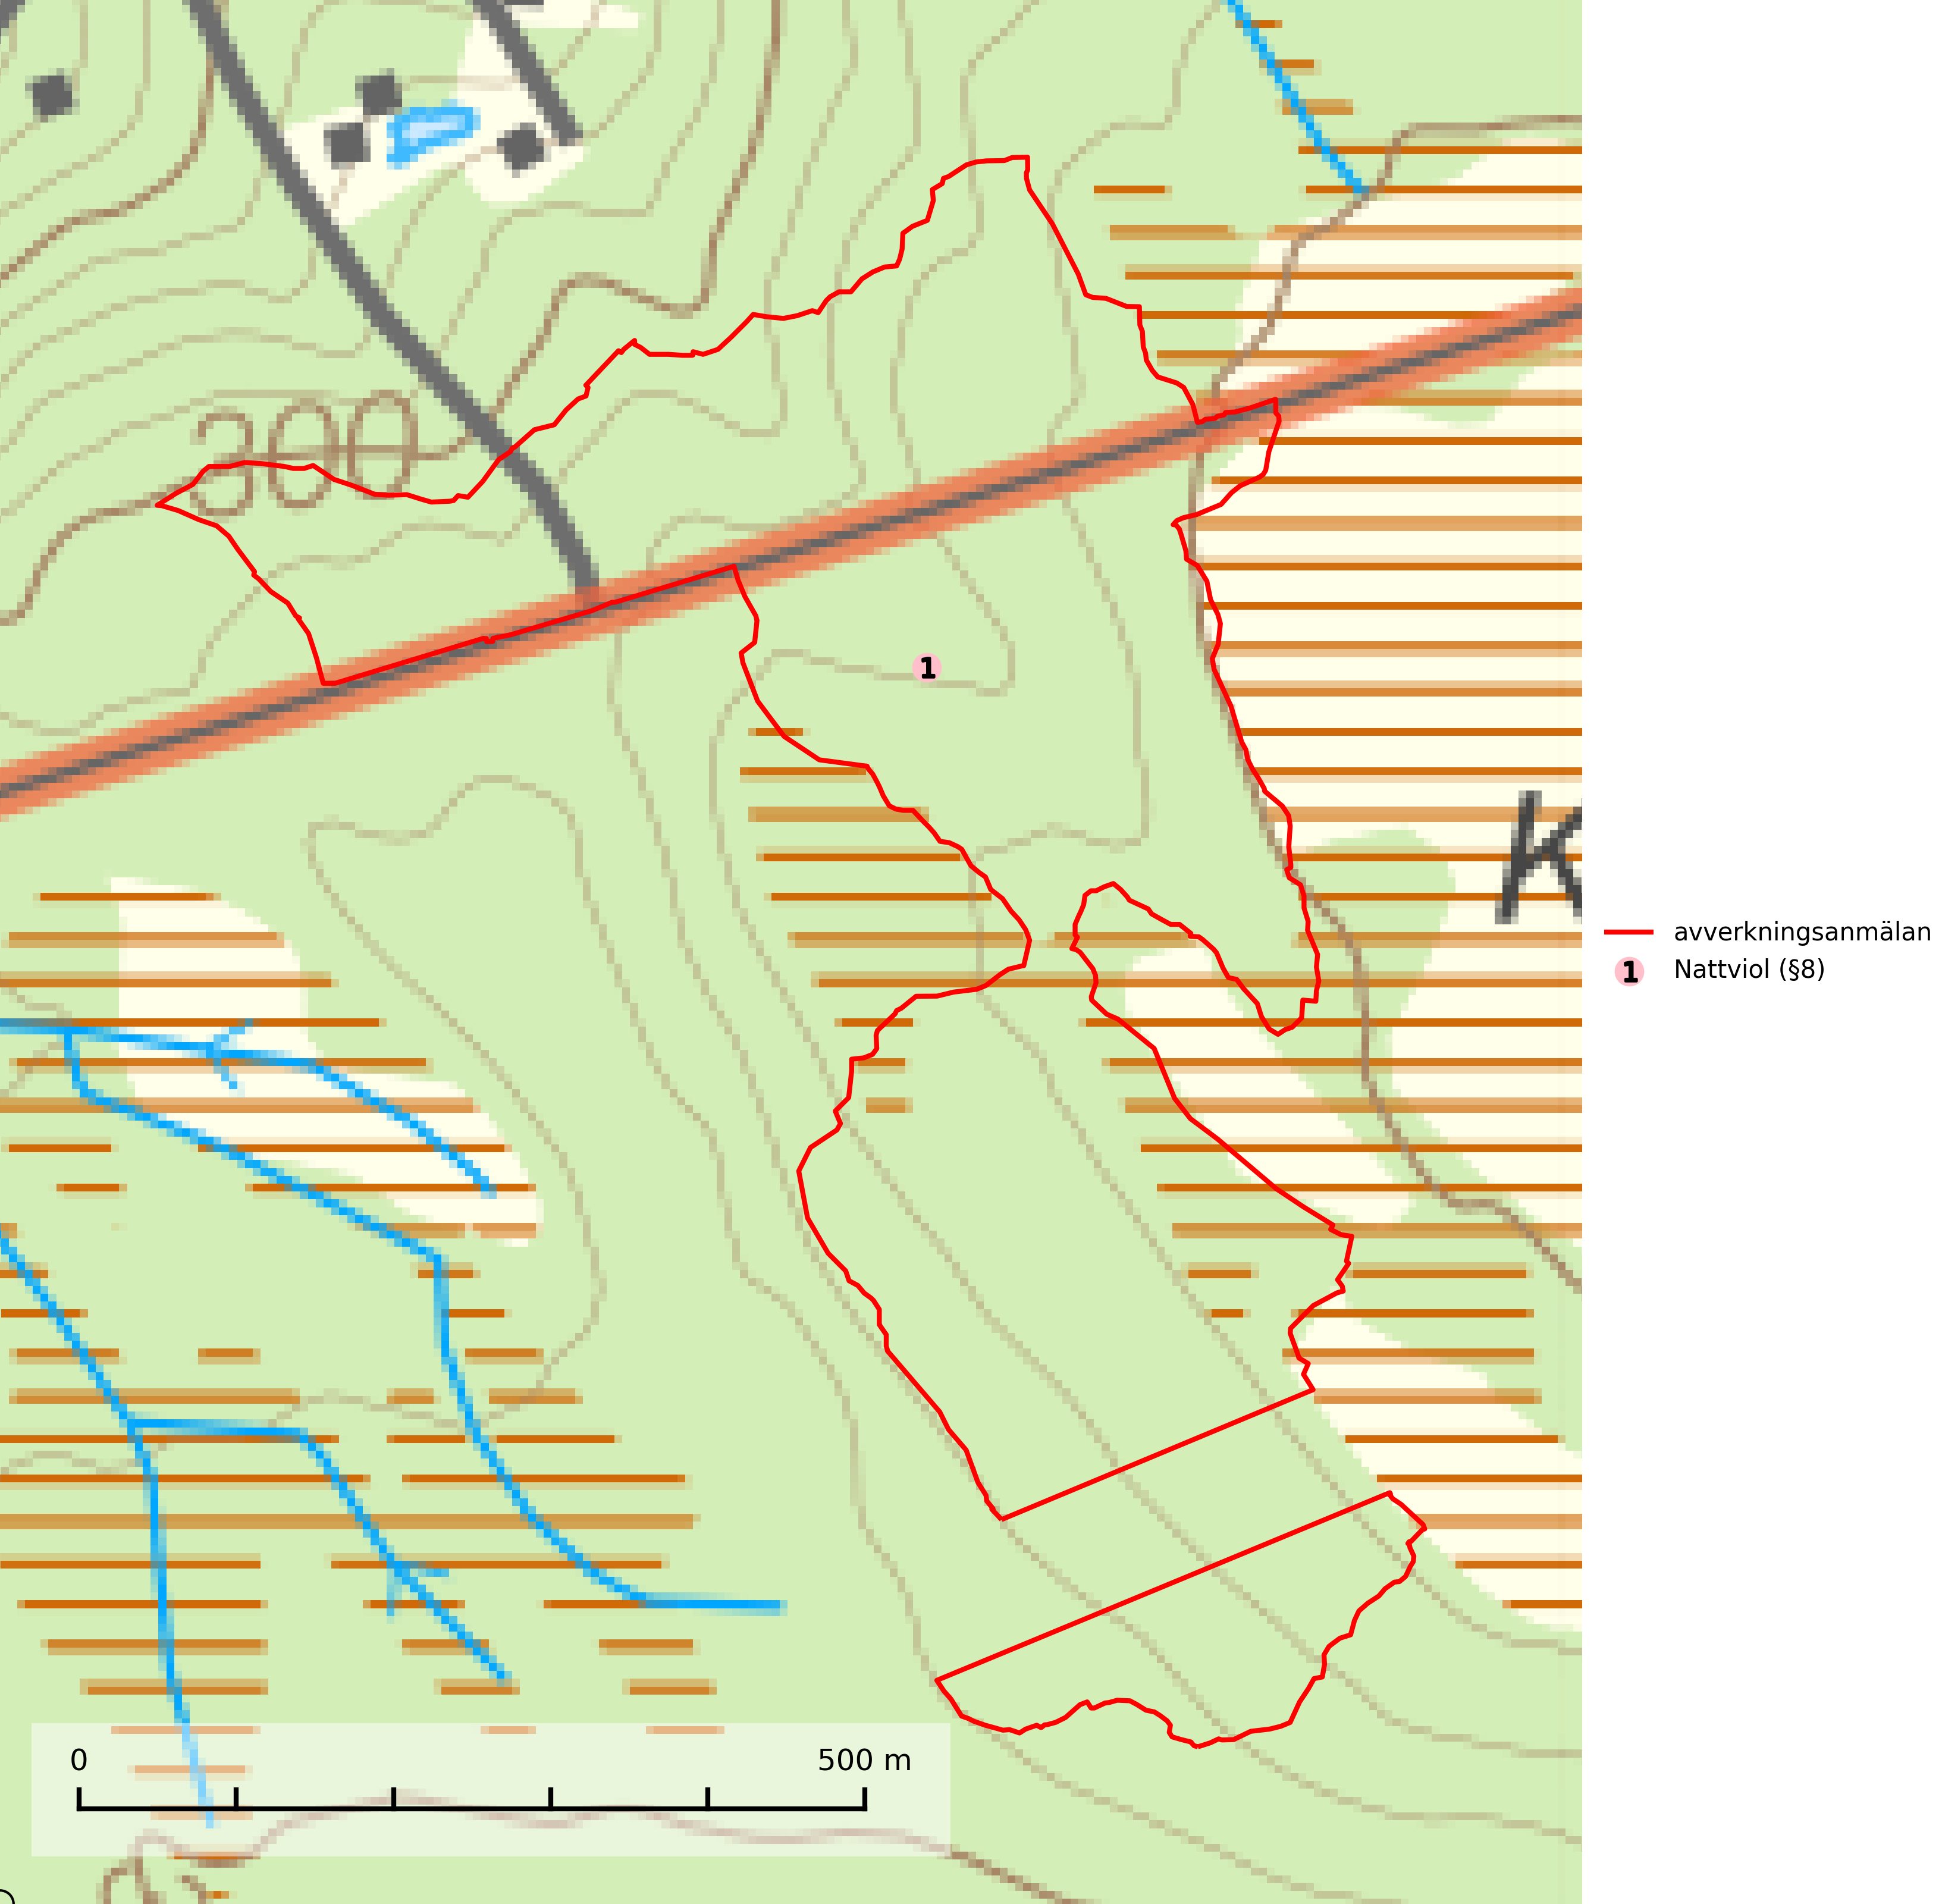 300
1
K
avverkningsanmälan
1 Nattviol (§8)
0 500 m